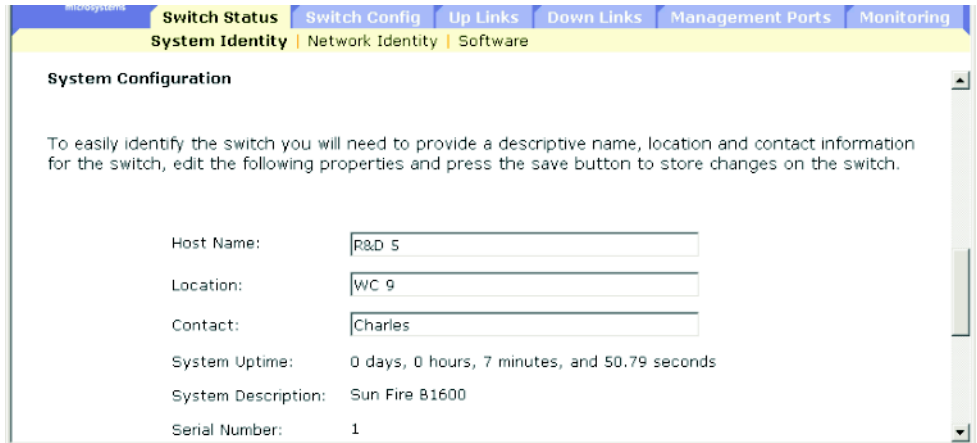 microsystems
Switch Status Switch Config Up Links Down Links Management Ports Monitoring
System Identity | Network Identity | Software
System Configuration
To easily identify the switch you will need to provide a descriptive name, location and contact information
for the switch, edit the following properties and press the save button to store changes on the switch.
Host Name: R&D 5
Location: WC 9
Contact: Charles
System Uptime: 0 days, 0 hours, 7 minutes, and 50.79 seconds
System Description: Sun Fire B1600
Serial Number: 1